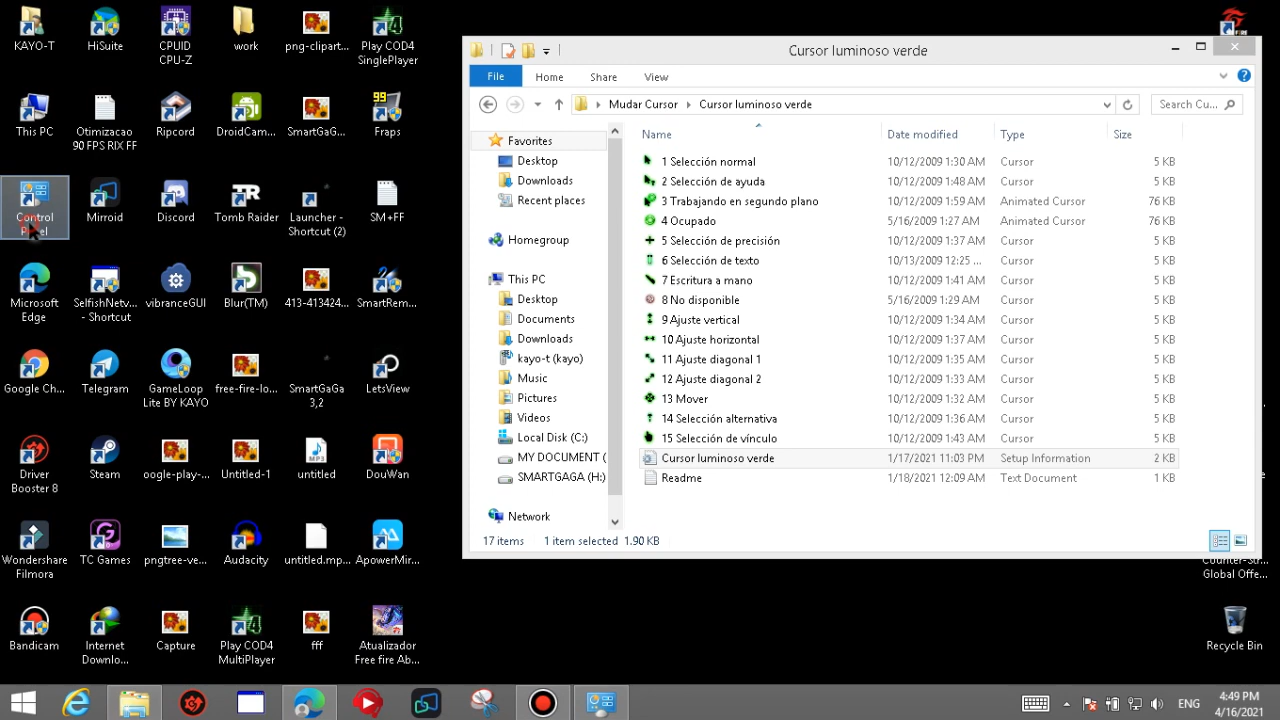 KAYO-T
HiSuite
CPUID
CPU-Z
work
png-clipart...
Play COD4
SinglePlayer
This PC
Otimizacao
90 FPS RIX FF
Ripcord
DroidCam...
SmartGaG...
99
Fraps
Control
Panel
Mirroid
Discord
TR
Tomb Raider
Launcher -
Shortcut (2)
SM+FF
Microsoft
Edge
SelfishNetv...
- Shortcut
vibranceGUI
Blur(TM)
413-413424...
SmartRem...
Google Ch...
Telegram
GameLoop
Lite BY KAYO
free-fire-lo...
SmartGaGa
3,2
LetsView
Driver
Booster 8
Steam
oogle-play-...
Untitled-1
MP3
untitled
DouWan
Wondershare
Filmora
TC Games
pngtree-ve...
Audacity
untitled.mp...
ApowerMir...
Bandicam
Internet
Downlo...
Capture
Play COD4
MultiPlayer
fff
Atualizador
Free fire Ab...
Cursor luminoso verde
File
Home
Share
View
Mudar Cursor
Cursor luminoso verde
Search Cu...
Favorites
Desktop
Downloads
Recent places
Homegroup
This PC
Desktop
Documents
Downloads
kayo-t (kayo)
Music
Pictures
Videos
Local Disk (C:)
MY DOCUMENT (
SMARTGAGA (H:)
Network
Name Date modified Type Size
1 Selección normal 10/12/2009 1:30 AM Cursor 5 KB
2 Selección de ayuda 10/12/2009 1:48 AM Cursor 5 KB
3 Trabajando en segundo plano 10/12/2009 1:59 AM Animated Cursor 76 KB
4 Ocupado 5/16/2009 1:27 AM Animated Cursor 76 KB
5 Selección de precisión 10/12/2009 1:37 AM Cursor 5 KB
6 Selección de texto 10/13/2009 12:25 ... Cursor 5 KB
7 Escritura a mano 10/12/2009 1:41 AM Cursor 5 KB
8 No disponible 5/16/2009 1:29 AM Cursor 5 KB
9 Ajuste vertical 10/12/2009 1:34 AM Cursor 5 KB
10 Ajuste horizontal 10/12/2009 1:37 AM Cursor 5 KB
11 Ajuste diagonal 1 10/12/2009 1:35 AM Cursor 5 KB
12 Ajuste diagonal 2 10/12/2009 1:33 AM Cursor 5 KB
13 Mover 10/12/2009 1:32 AM Cursor 5 KB
14 Selección alternativa 10/12/2009 1:36 AM Cursor 5 KB
15 Selección de vínculo 10/12/2009 1:43 AM Cursor 5 KB
Cursor luminoso verde 1/17/2021 11:03 PM Setup Information 2 KB
Readme 1/18/2021 12:09 AM Text Document 1 KB
17 items 1 item selected 1.90 KB
Global Offe...
Recycle Bin
ENG
4:49 PM
4/16/2021